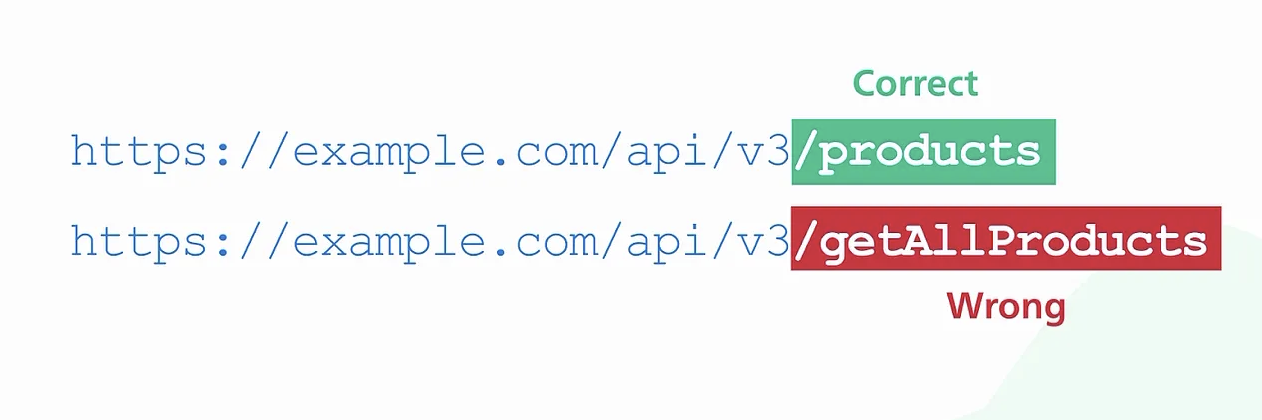 Correct
https://example.com/api/v3/products
https://example.com/api/v3/getAllProducts
Wrong